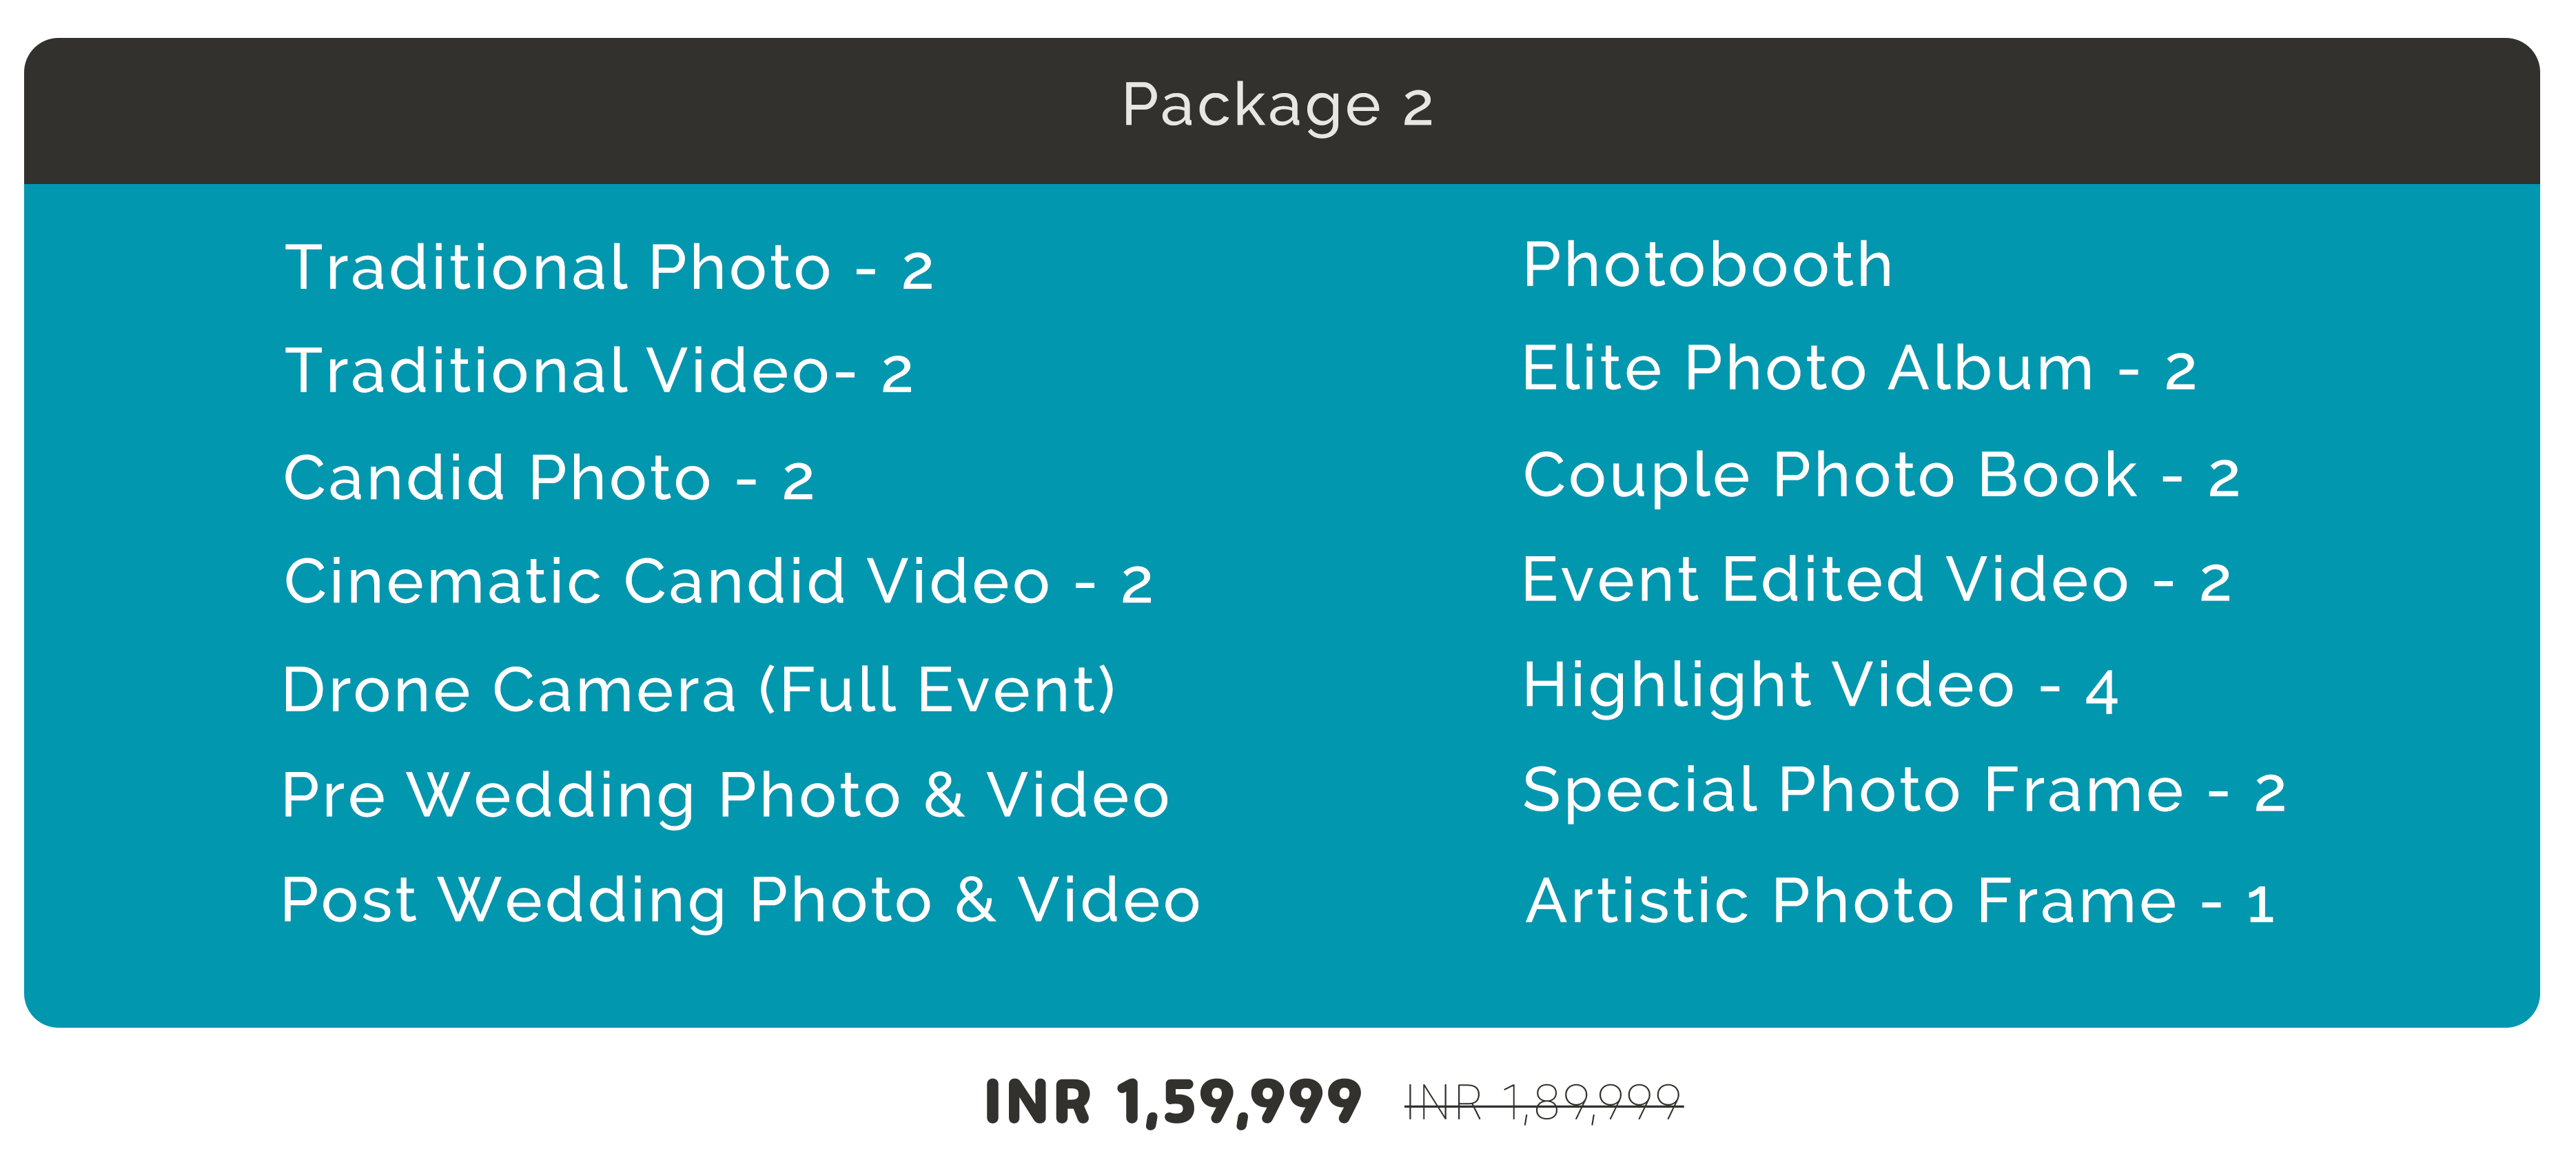 Package 2
Traditional Photo - 2
Traditional Video- 2
Candid Photo - 2
Cinematic Candid Video - 2
Drone Camera (Full Event)
Pre Wedding Photo & Video
Post Wedding Photo & Video
Photobooth
Elite Photo Album - 2
Couple Photo Book - 2
Event Edited Video - 2
Highlight Video - 4
Special Photo Frame - 2
Artistic Photo Frame - 1
INR 1,59,999 INR 1,89,999